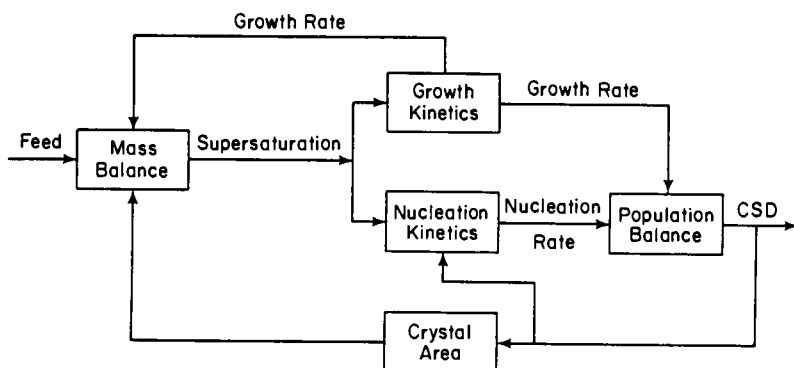 Growth Rate
Growth
Kinetics
Growth Rate
Feed
Mass
Balance
Supersaturation
Nucleation
Kinetics
Nucleation
Rate
Population
Balance
CSD
Crystal
Area